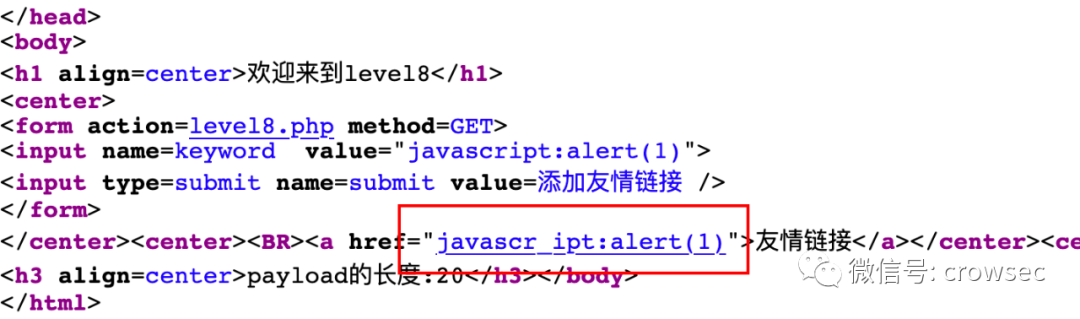 </head>
<body>
<h1 align=center>欢迎来到level8</h1>
<center>
<form action=level8.php method=GET>
<input name=keyword  value="javascript:alert(1)">
<input type=submit name=submit value=添加友情链接 />
</form>
</center><center><BR><a href="javascr_ipt:alert(1)">友情链接</a></center><ce
<h3 align=center>payload的长度:20</h3></body>
微信号: crowsec
</html>